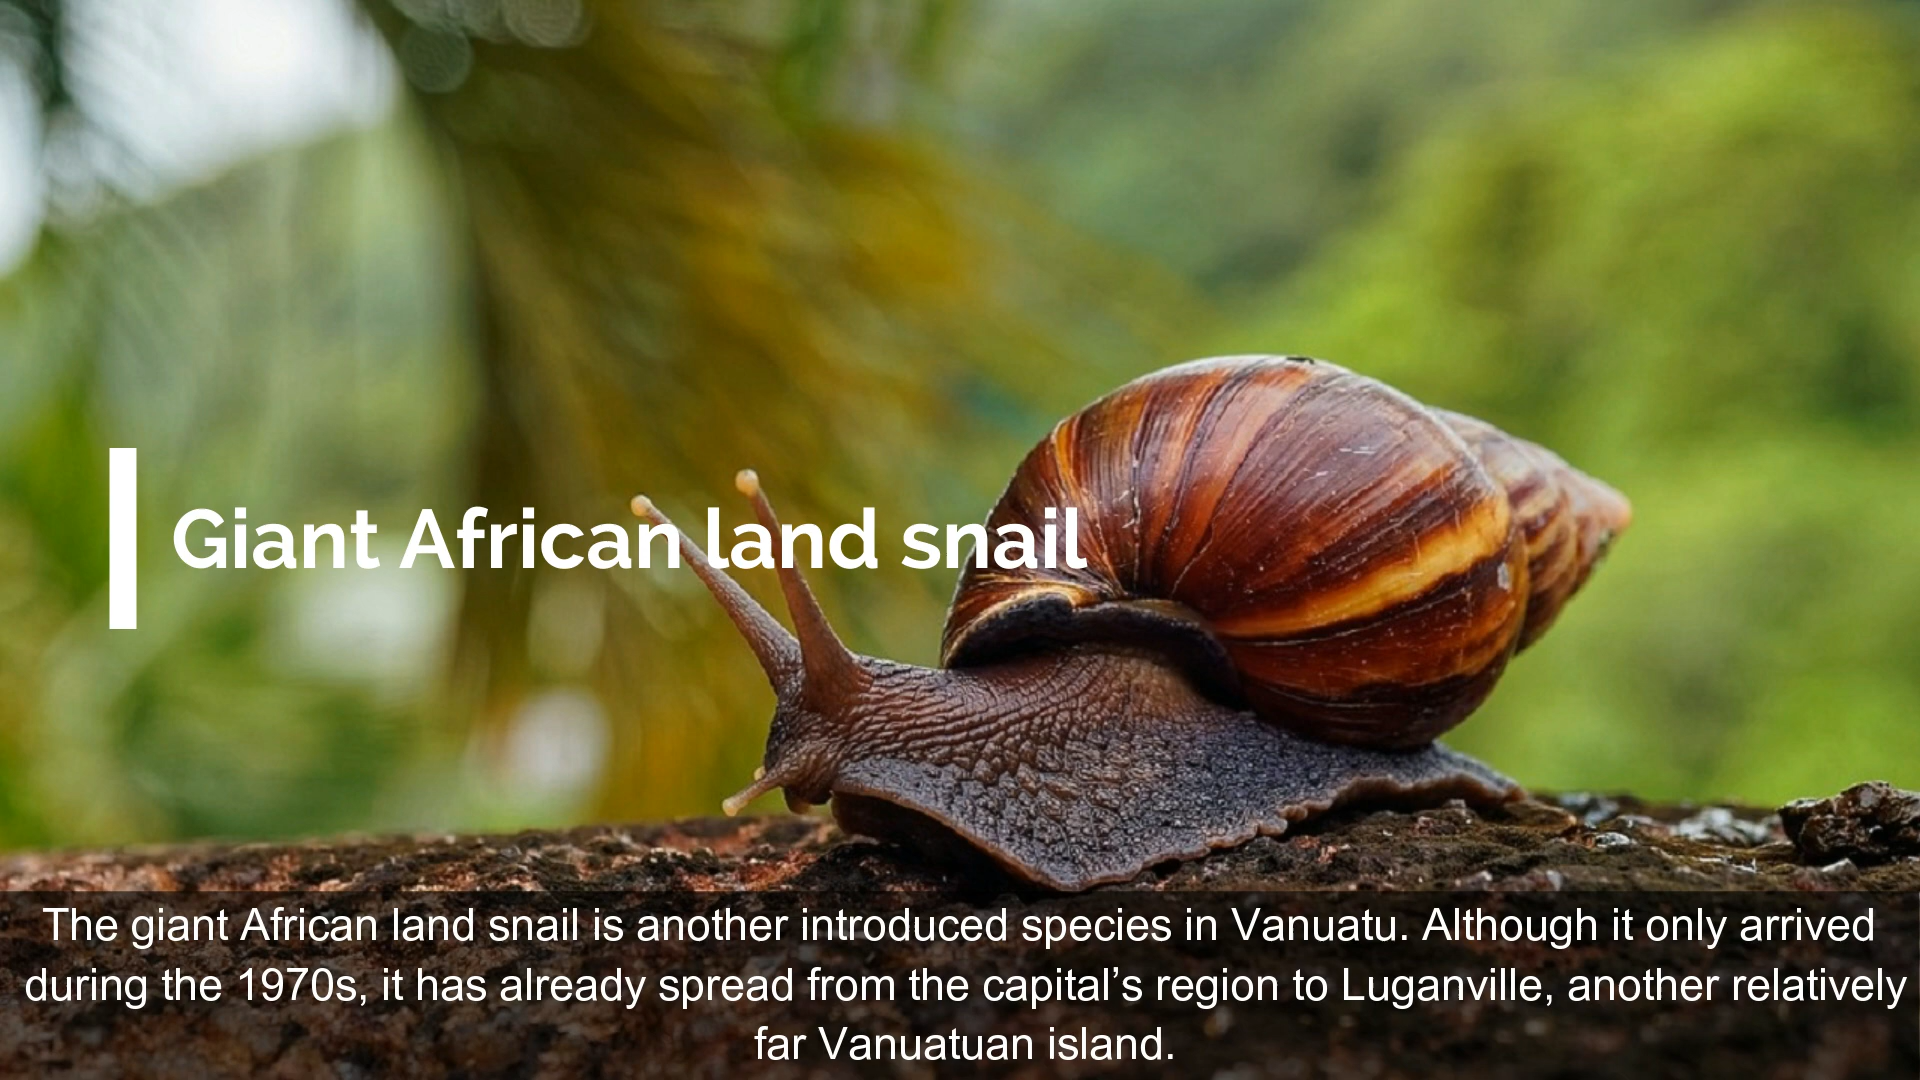 Giant African land snail
The giant African land snail is another introduced species in Vanuatu. Although it only arrived
during the 1970s, it has already spread from the capital’s region to Luganville, another relatively
far Vanuatuan island.